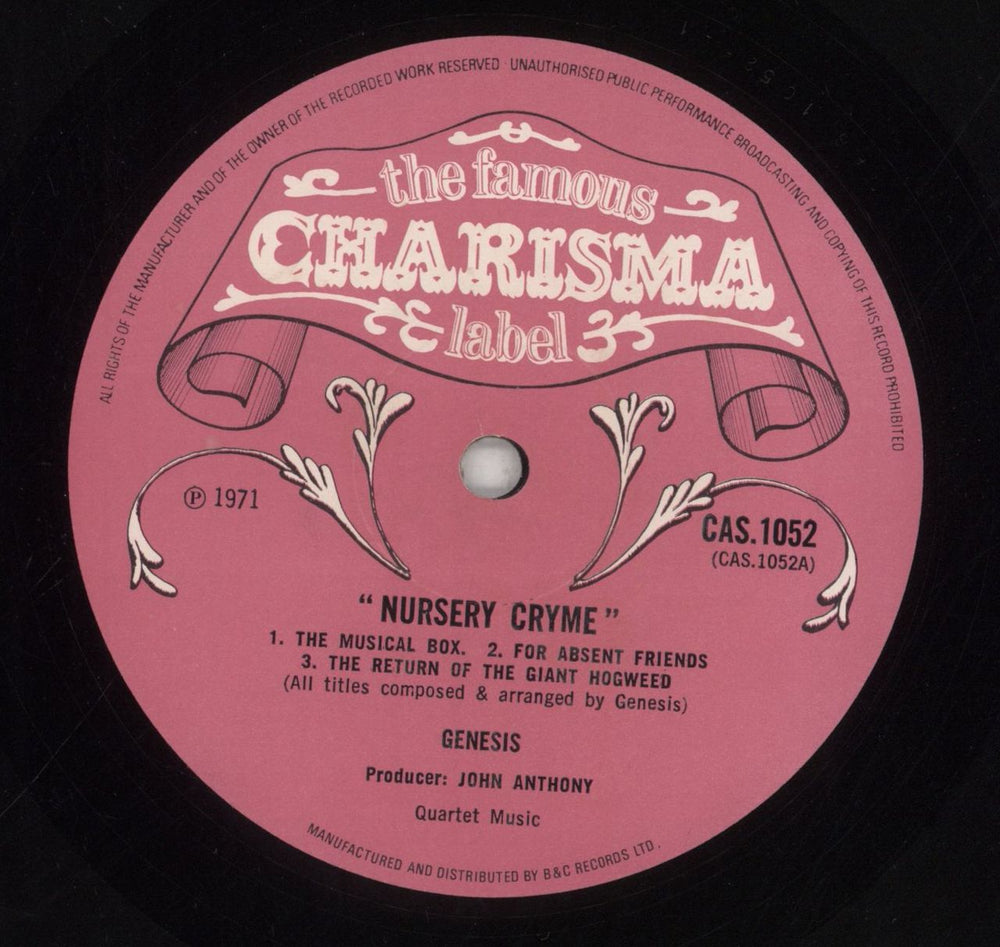 ALL RIGHTS OF THE MANUFACTURER AND OF THE OWNER OF THE RECORDED WORK RESERVED · UNAUTHORISED PUBLIC PERFORMANCE BROADCASTING AND COPYING OF THIS RECORD PROHIBITED
the famous
CHARISMA
label
℗ 1971
CAS.1052
(CAS.1052A)
“ NURSERY CRYME ”
1. THE MUSICAL BOX. 2. FOR ABSENT FRIENDS
3. THE RETURN OF THE GIANT HOGWEED
(All titles composed & arranged by Genesis)
GENESIS
Producer: JOHN ANTHONY
Quartet Music
MANUFACTURED AND DISTRIBUTED BY B&C RECORDS LTD.